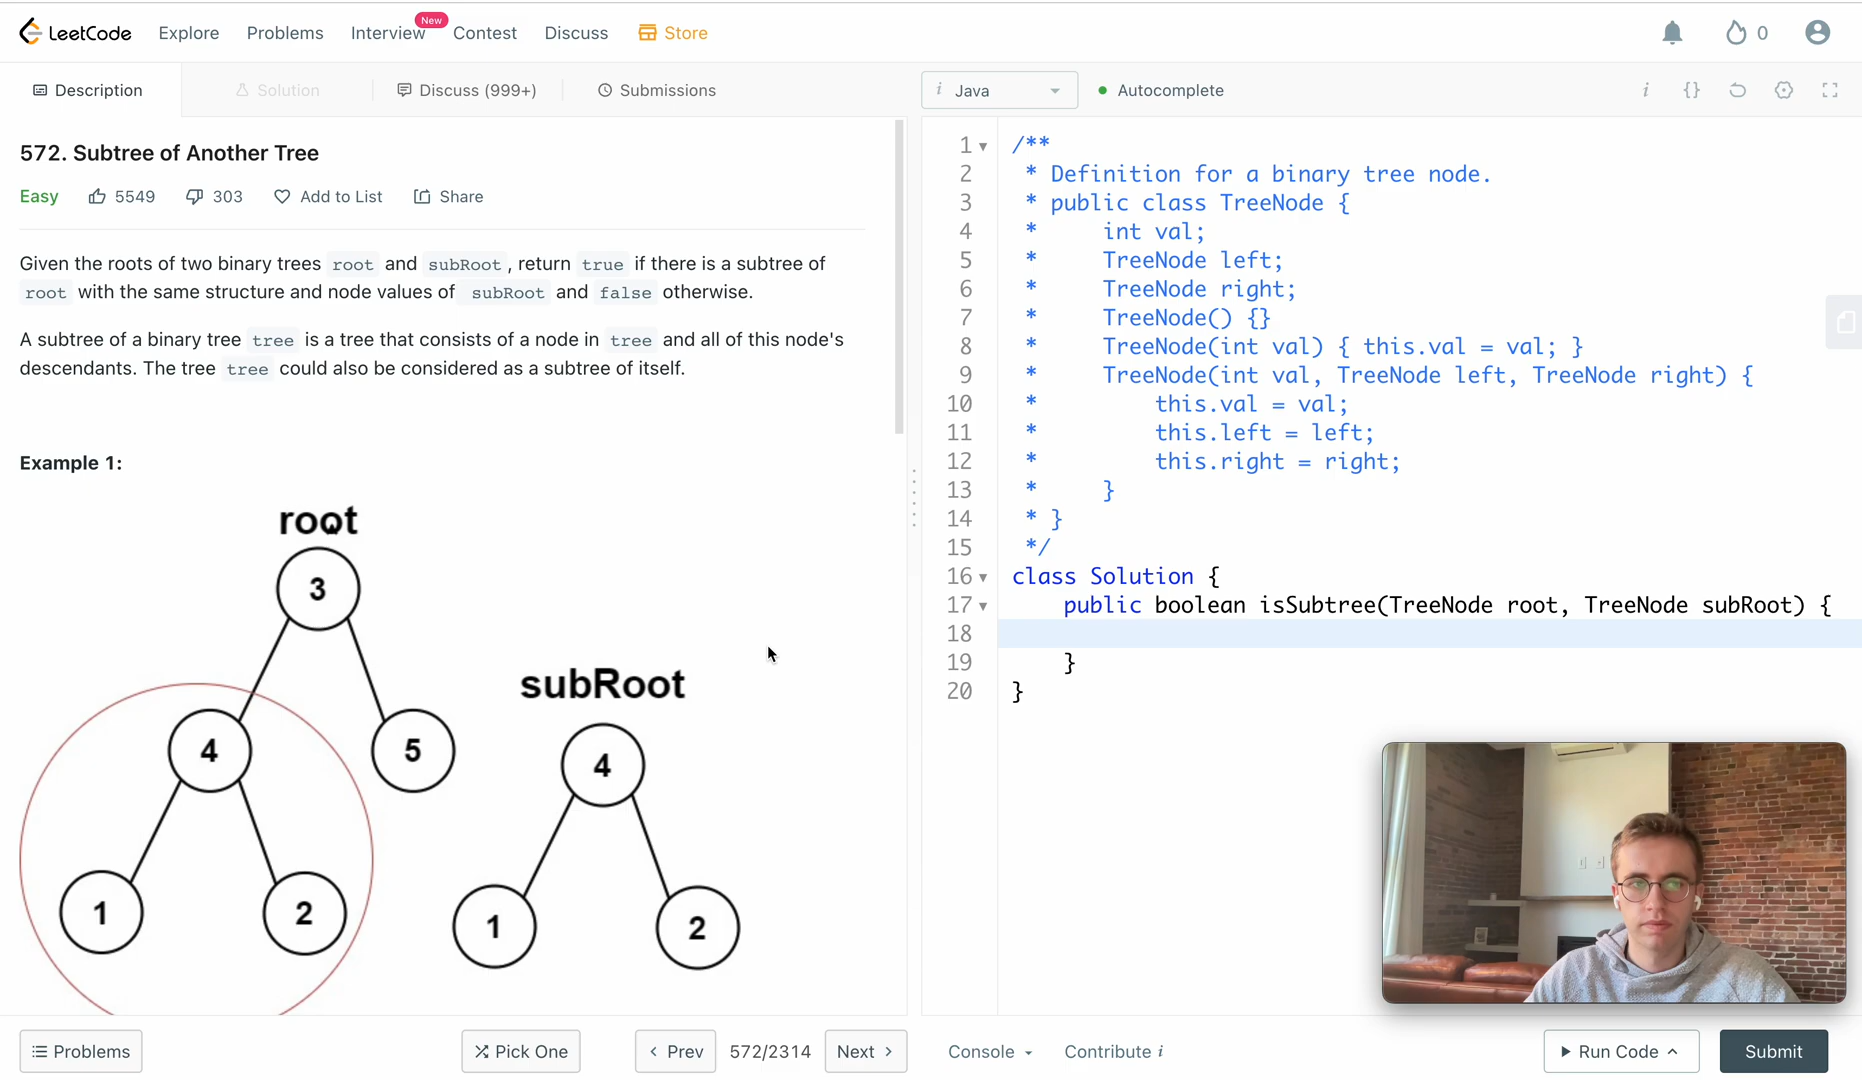 LeetCode Explore Problems Interview New Contest Discuss Store 0
Description Solution Discuss (999+) Submissions
572. Subtree of Another Tree
Easy 5549 303 Add to List Share
Given the roots of two binary trees root and subRoot, return true if there is a subtree of
root with the same structure and node values of subRoot and false otherwise.
A subtree of a binary tree tree is a tree that consists of a node in tree and all of this node's
descendants. The tree tree could also be considered as a subtree of itself.
Example 1:
root
3
4 5
1 2
subRoot
4
1 2
i Java Autocomplete i {}
1 /**
2 * Definition for a binary tree node.
3 * public class TreeNode {
4 * int val;
5 * TreeNode left;
6 * TreeNode right;
7 * TreeNode() {}
8 * TreeNode(int val) { this.val = val; }
9 * TreeNode(int val, TreeNode left, TreeNode right) {
10 * this.val = val;
11 * this.left = left;
12 * this.right = right;
13 * }
14 * }
15 */
16 class Solution {
17 public boolean isSubtree(TreeNode root, TreeNode subRoot) {
18
19 }
20 }
Problems Pick One < Prev 572/2314 Next > Console Contribute i Run Code Submit